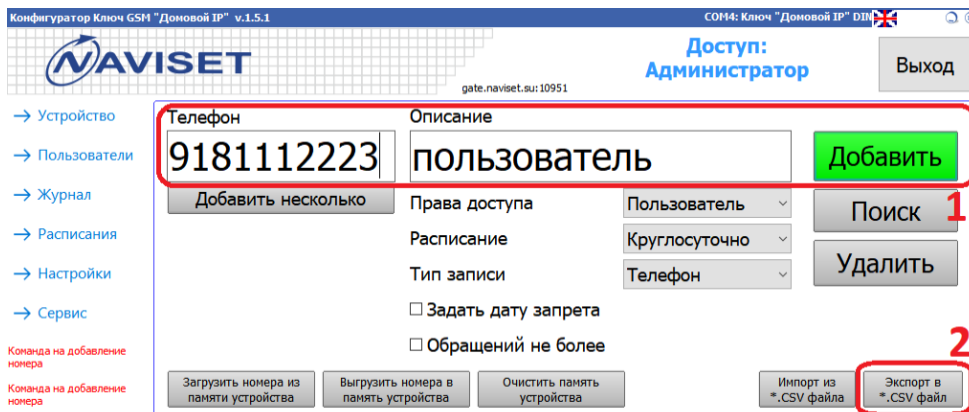 Конфигуратор Ключ GSM "Домовой IP" v.1.5.1
COM4: Ключ "Домовой IP" DIN
NAVISET
gate.naviset.su:10951
Доступ:
Администратор
Выход
Устройство
Пользователи
Журнал
Расписания
Настройки
Сервис
Команда на добавление
номера
Команда на добавление
номера
Телефон
Описание
9181112223
пользователь
Добавить
1
Добавить несколько
Права доступа
Пользователь
Поиск
Расписание
Круглосуточно
Тип записи
Телефон
Удалить
Задать дату запрета
Обращений не более
2
Загрузить номера из
памяти устройства
Выгрузить номера в
память устройства
Очистить память
устройства
Импорт из
*.CSV файла
Экспорт в
*.CSV файл